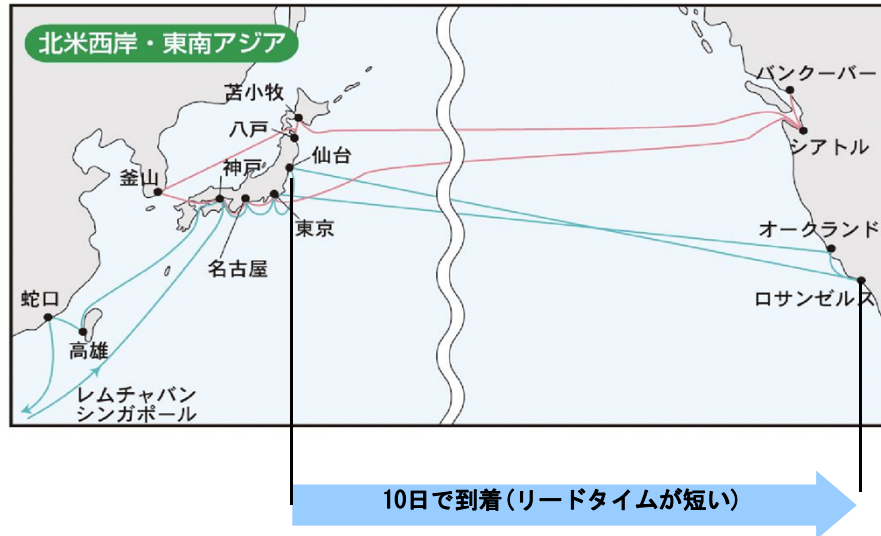 北米西岸・東南アジア
苫小牧
八戸
仙台
釜山
神戸
東京
名古屋
蛇口
高雄
レムチャバン
シンガポール
バンクーバー
シアトル
オークランド
ロサンゼルス
10日で到着(リードタイムが短い)